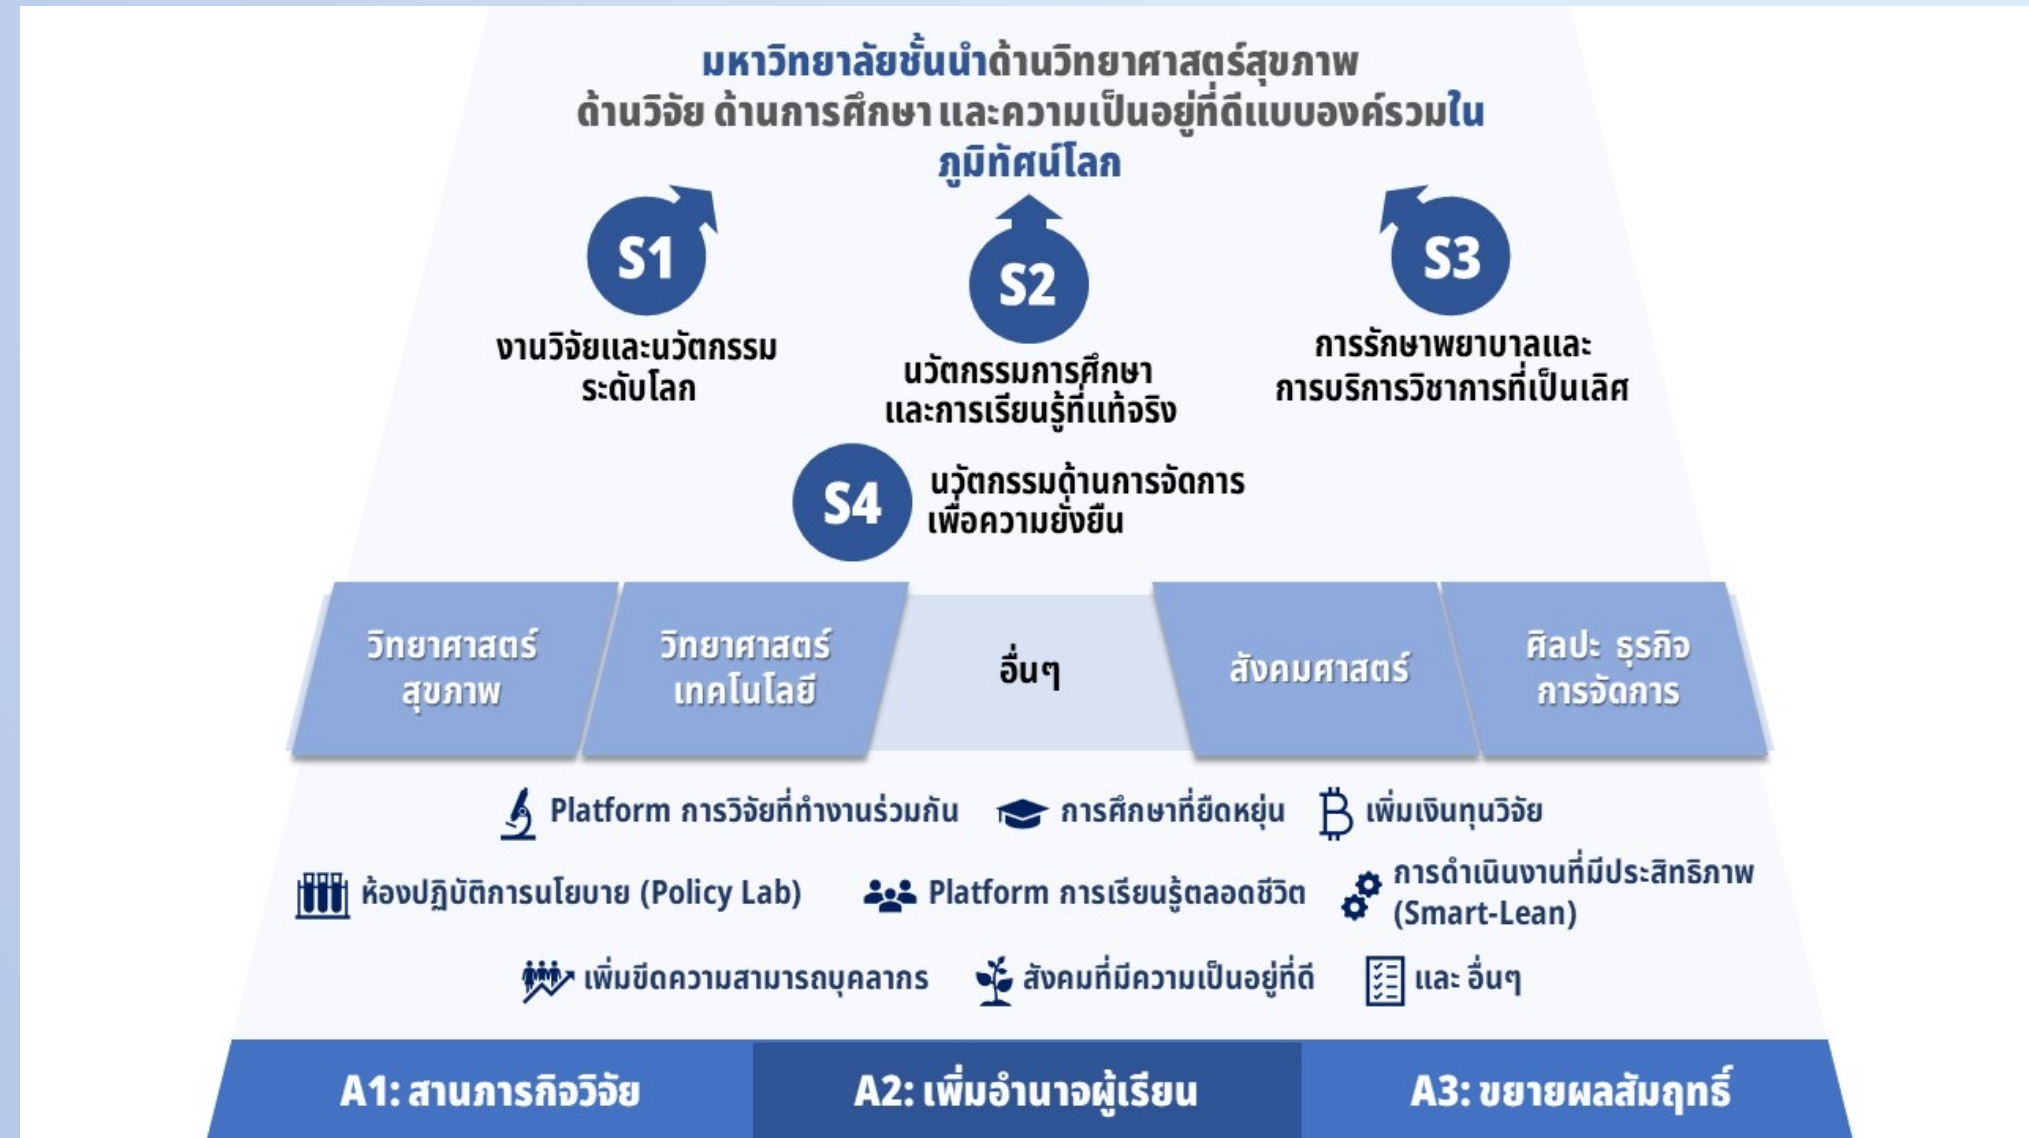 มหาวิทยาลัยชั้นนำด้านวิทยาศาสตร์สุขภาพ
ด้านวิจัย ด้านการศึกษา และความเป็นอยู่ที่ดีแบบองค์รวมใน
ภูมิทัศน์โลก
S1
งานวิจัยและนวัตกรรม
ระดับโลก
S2
นวัตกรรมการศึกษา
และการเรียนรู้ที่แท้จริง
S3
การรักษาพยาบาลและ
การบริการวิชาการที่เป็นเลิศ
S4
นวัตกรรมด้านการจัดการ
เพื่อความยั่งยืน
วิทยาศาสตร์
สุขภาพ
วิทยาศาสตร์
เทคโนโลยี
อื่นๆ
สังคมศาสตร์
ศิลปะ ธุรกิจ
การจัดการ
Platform การวิจัยที่ทำงานร่วมกัน
การศึกษาที่ยืดหยุ่น
เพิ่มเงินทุนวิจัย
ห้องปฏิบัติการนโยบาย (Policy Lab)
Platform การเรียนรู้ตลอดชีวิต
การดำเนินงานที่มีประสิทธิภาพ
(Smart-Lean)
เพิ่มขีดความสามารถบุคลากร
สังคมที่มีความเป็นอยู่ที่ดี
และ อื่นๆ
A1: สานภารกิจวิจัย
A2: เพิ่มอำนาจผู้เรียน
A3: ขยายผลสัมฤทธิ์